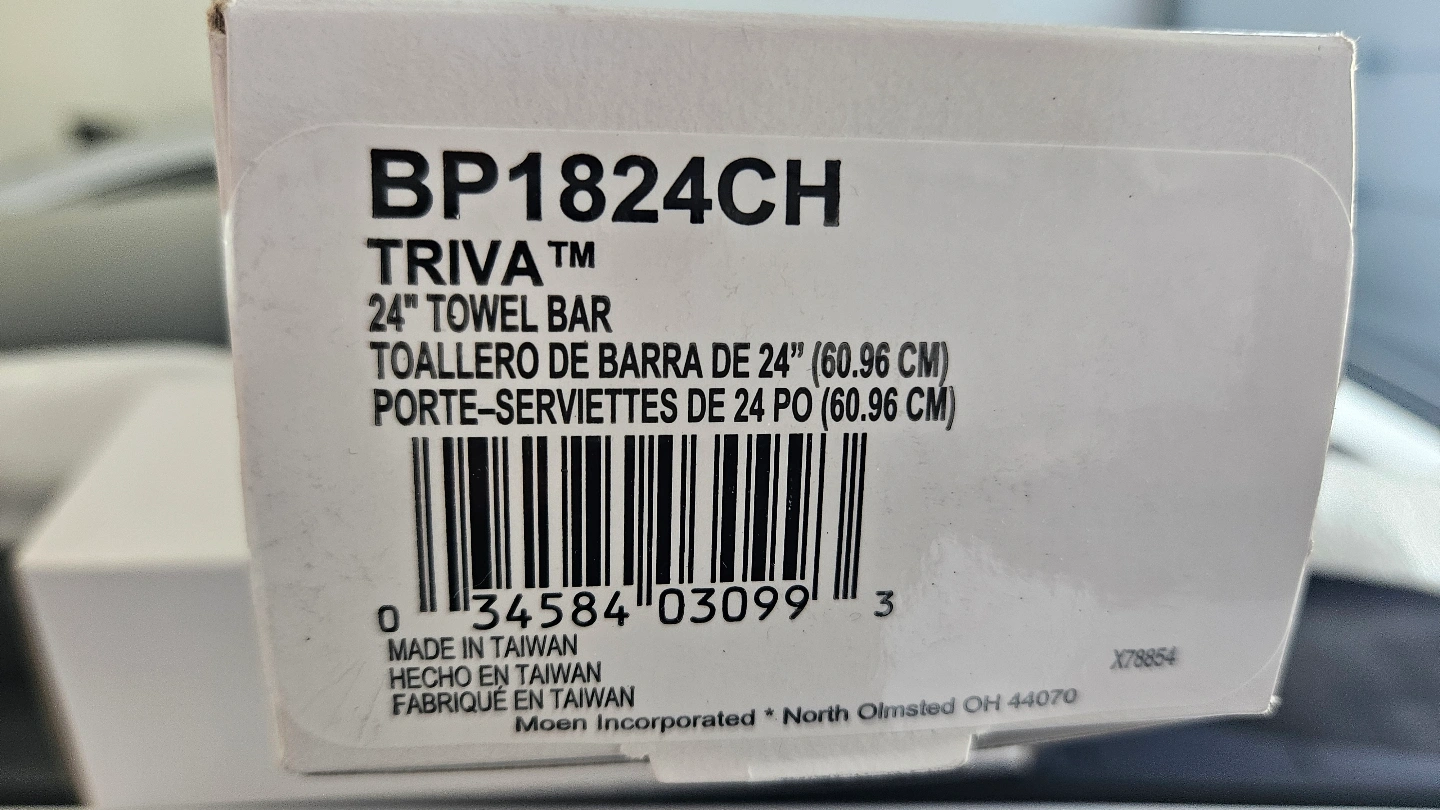 BP1824CH
TRIVA™
24" TOWEL BAR
TOALLERO DE BARRA DE 24” (60.96 CM)
PORTE–SERVIETTES DE 24 PO (60.96 CM)
0 34584 03099 3
MADE IN TAIWAN
HECHO EN TAIWAN
FABRIQUÉ EN TAIWAN
X78854
Moen Incorporated * North Olmsted OH 44070